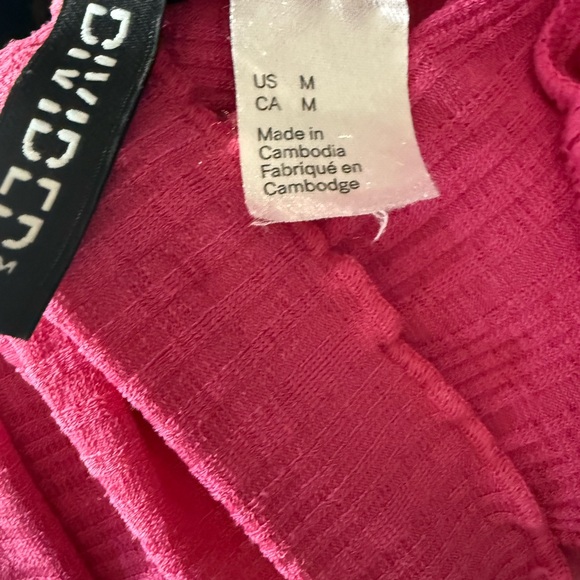 DIVIDED
M
US M
CA M
Made in
Cambodia
Fabriqué en
Cambodge